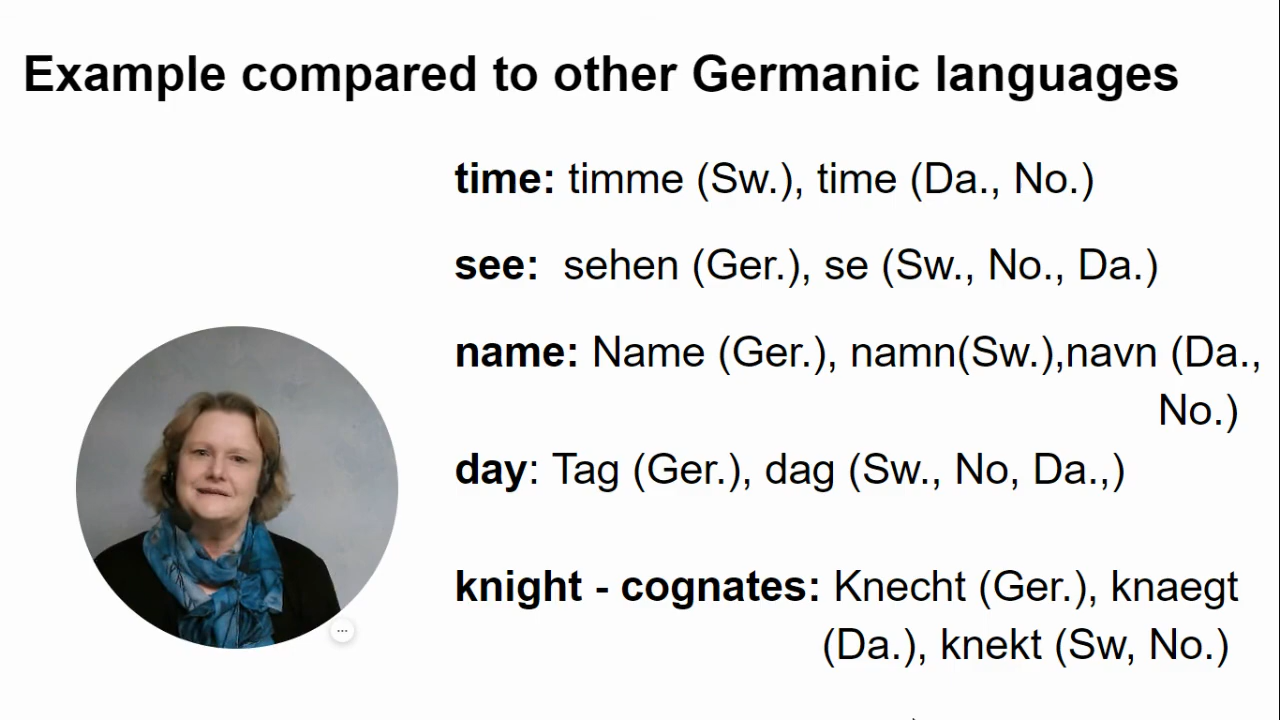 Example compared to other Germanic languages
time: timme (Sw.), time (Da., No.)
see: sehen (Ger.), se (Sw., No., Da.)
name: Name (Ger.), namn(Sw.),navn (Da.,
No.)
day: Tag (Ger.), dag (Sw., No, Da.,)
knight - cognates: Knecht (Ger.), knaegt
(Da.), knekt (Sw, No.)